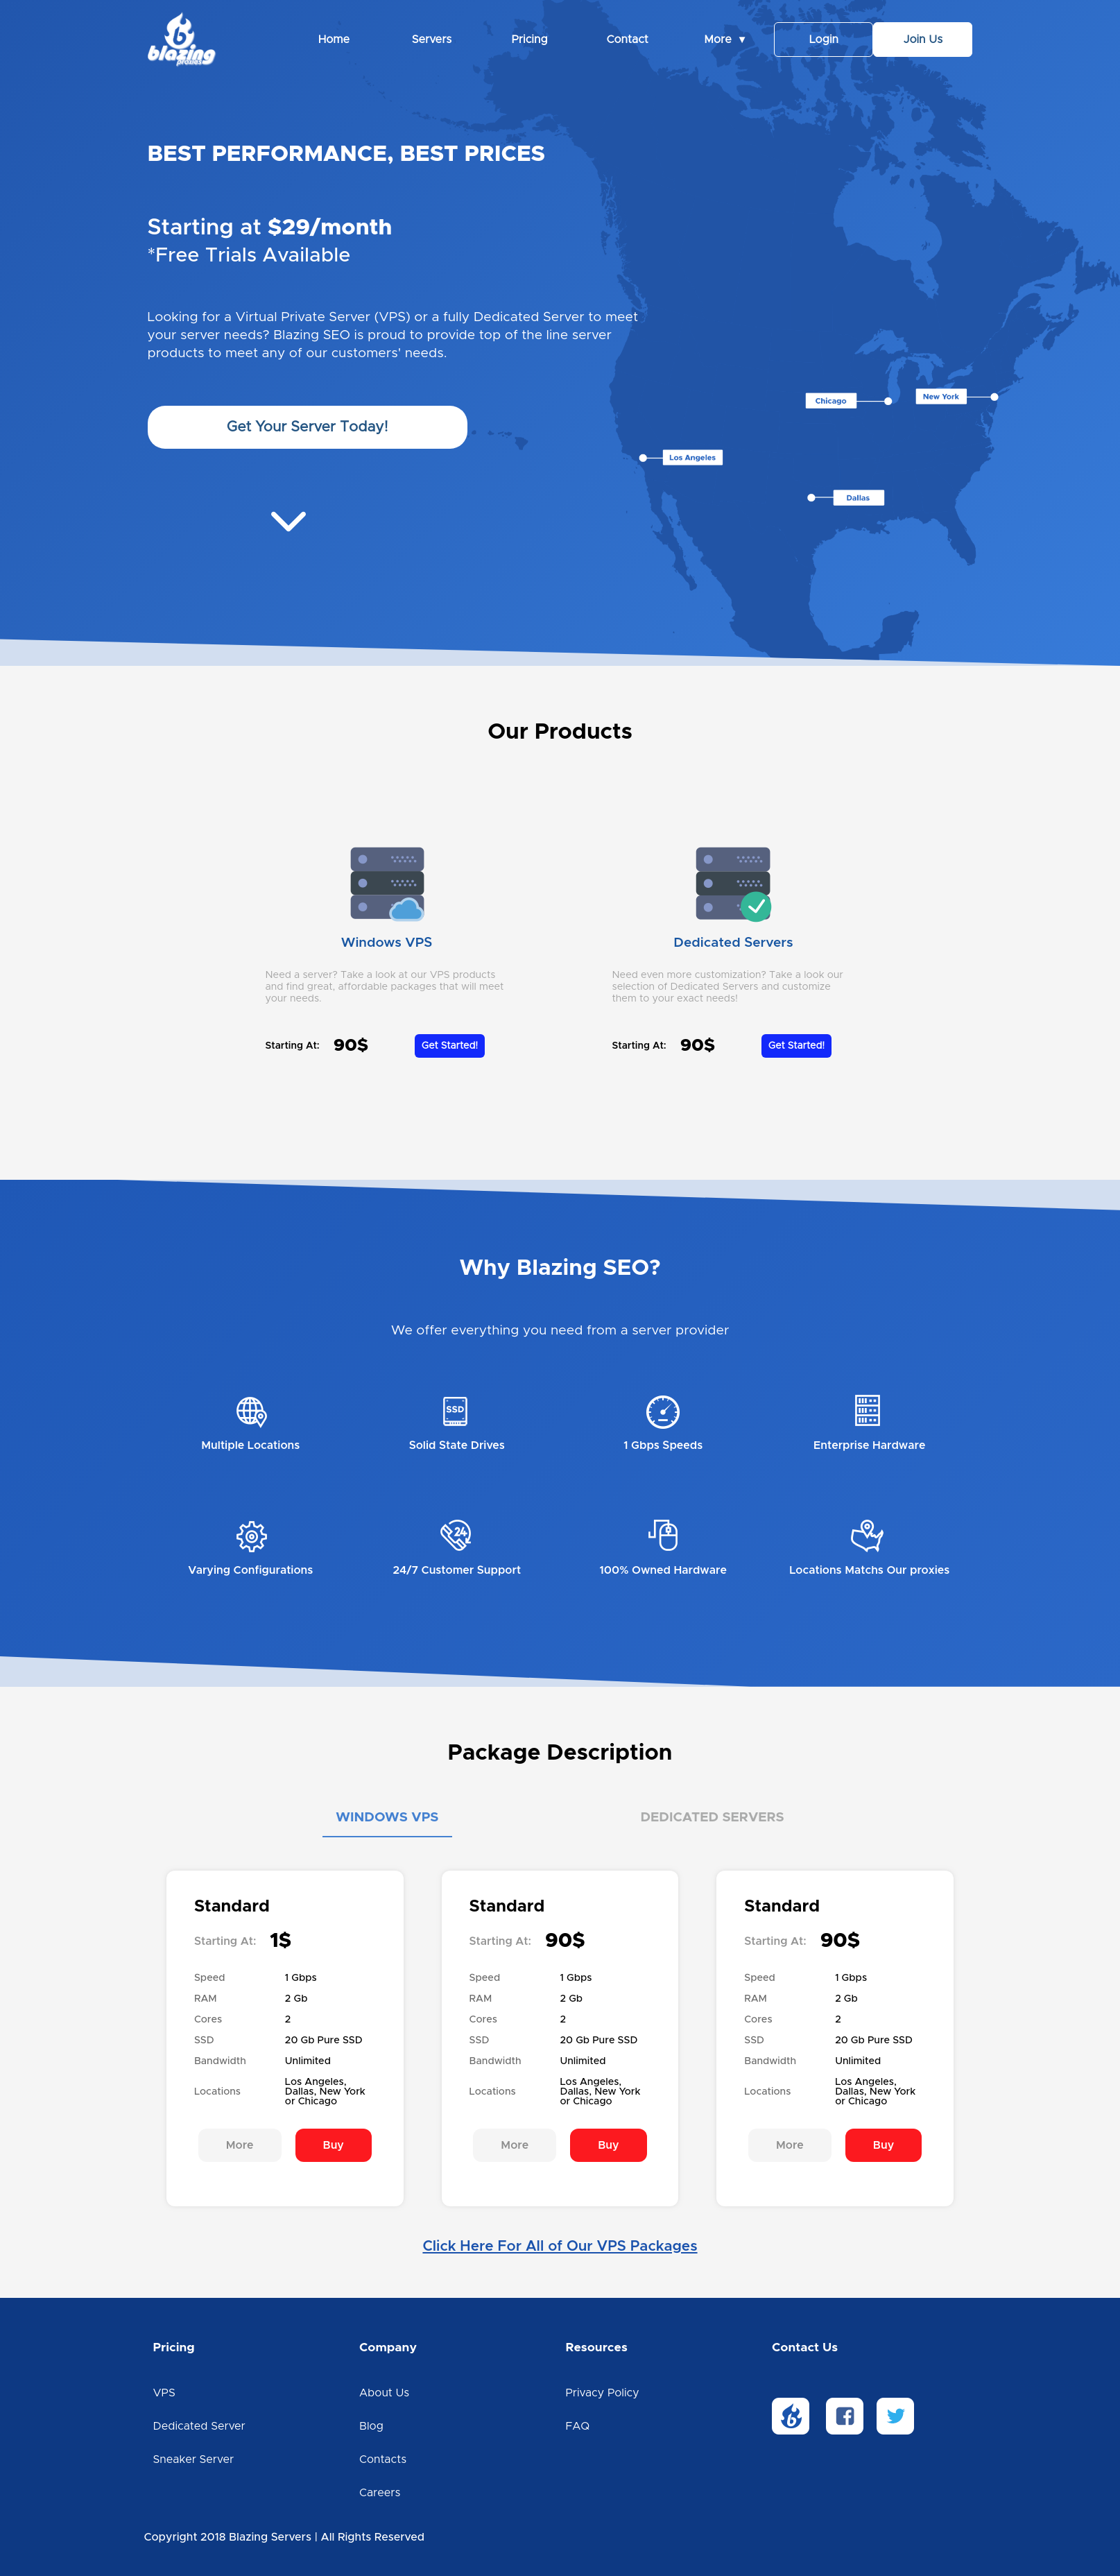 blazing
proxies
Home Servers Pricing Contact More ▼ Login Join Us
BEST PERFORMANCE, BEST PRICES
Starting at $29/month
*Free Trials Available
Looking for a Virtual Private Server (VPS) or a fully Dedicated Server to meet
your server needs? Blazing SEO is proud to provide top of the line server
products to meet any of our customers' needs.
Get Your Server Today!
Chicago
New York
Los Angeles
Dallas
Our Products
Windows VPS
Need a server? Take a look at our VPS products
and find great, affordable packages that will meet
your needs.
Starting At: 90$ Get Started!
Dedicated Servers
Need even more customization? Take a look our
selection of Dedicated Servers and customize
them to your exact needs!
Starting At: 90$ Get Started!
Why Blazing SEO?
We offer everything you need from a server provider
Multiple Locations
SSD
Solid State Drives
1 Gbps Speeds
Enterprise Hardware
Varying Configurations
24
24/7 Customer Support
100% Owned Hardware
Locations Matchs Our proxies
Package Description
WINDOWS VPS DEDICATED SERVERS
Standard
Starting At: 1$
Speed 1 Gbps
RAM 2 Gb
Cores 2
SSD 20 Gb Pure SSD
Bandwidth Unlimited
Locations Los Angeles,
Dallas, New York
or Chicago
More Buy
Standard
Starting At: 90$
Speed 1 Gbps
RAM 2 Gb
Cores 2
SSD 20 Gb Pure SSD
Bandwidth Unlimited
Locations Los Angeles,
Dallas, New York
or Chicago
More Buy
Standard
Starting At: 90$
Speed 1 Gbps
RAM 2 Gb
Cores 2
SSD 20 Gb Pure SSD
Bandwidth Unlimited
Locations Los Angeles,
Dallas, New York
or Chicago
More Buy
Click Here For All of Our VPS Packages
Pricing
VPS
Dedicated Server
Sneaker Server
Company
About Us
Blog
Contacts
Careers
Resources
Privacy Policy
FAQ
Contact Us
Copyright 2018 Blazing Servers | All Rights Reserved